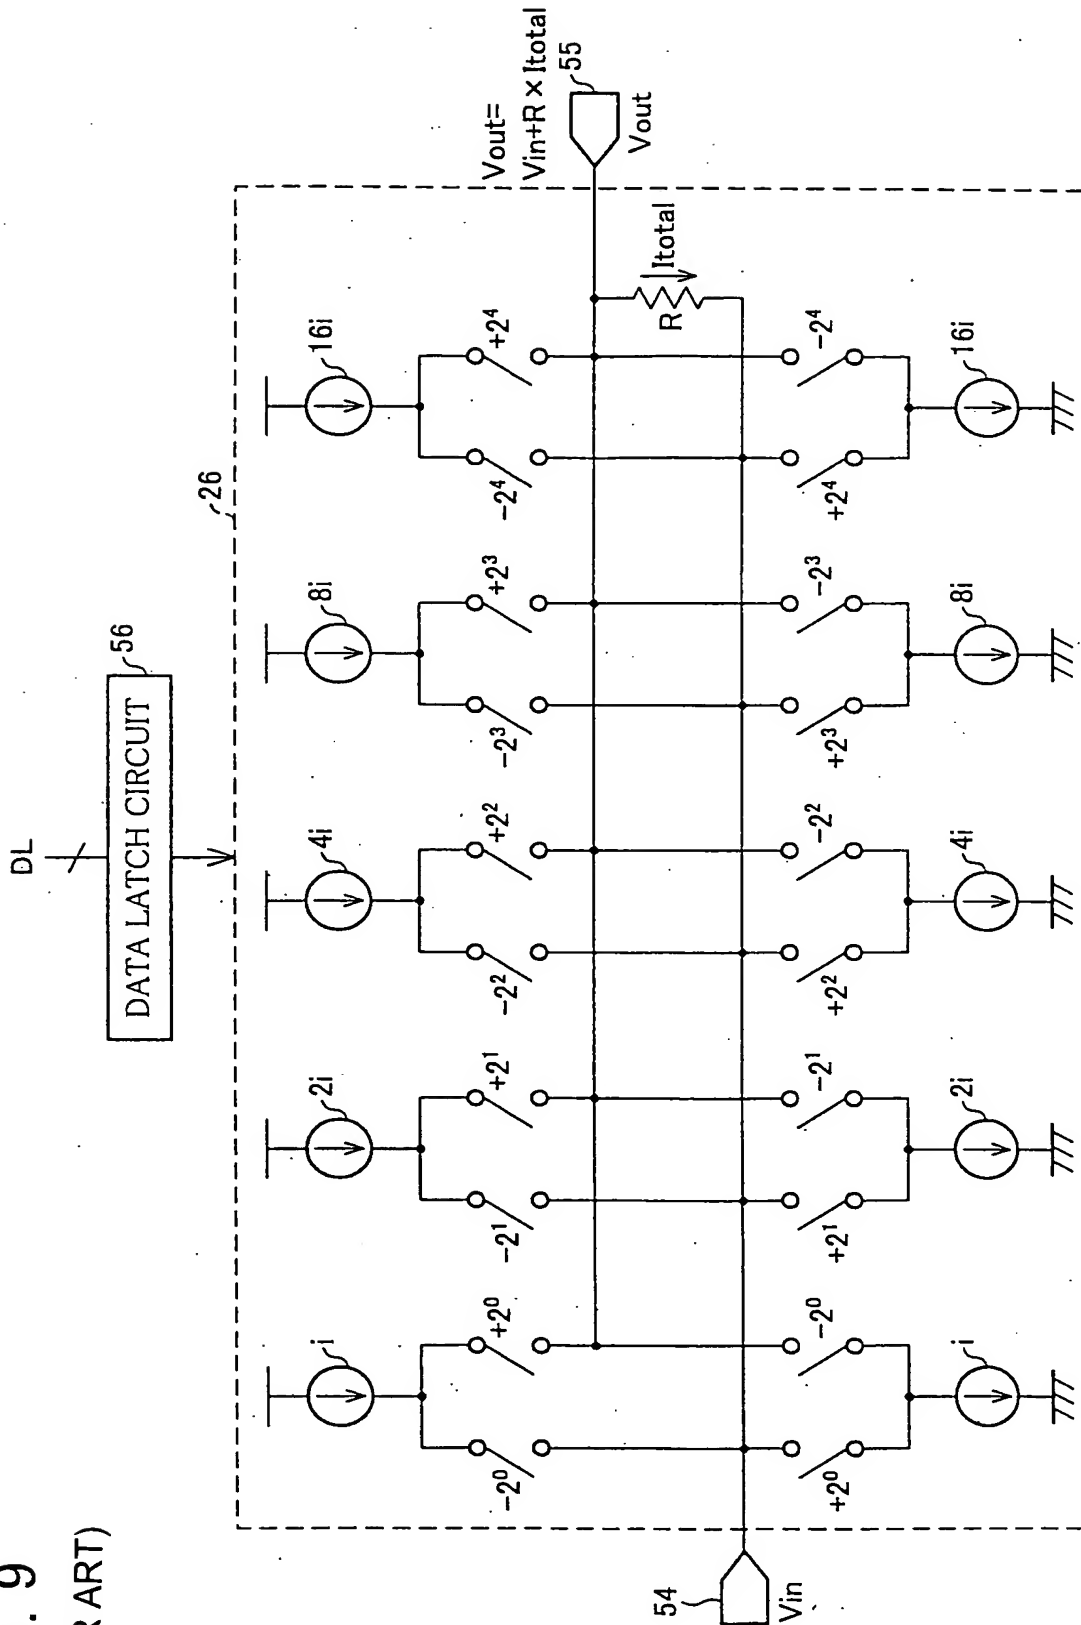 . 9
R ART)
DL
DATA LATCH CIRCUIT
56
26
i
2i
4i
8i
16i
−2⁰
+2⁰
−2¹
+2¹
−2²
+2²
−2³
+2³
−2⁴
+2⁴
Vout=
Vin+R×Itotal
55
Vout
R
Itotal
54
Vin
+2⁰
−2⁰
+2¹
−2¹
+2²
−2²
+2³
−2³
+2⁴
−2⁴
i
2i
4i
8i
16i